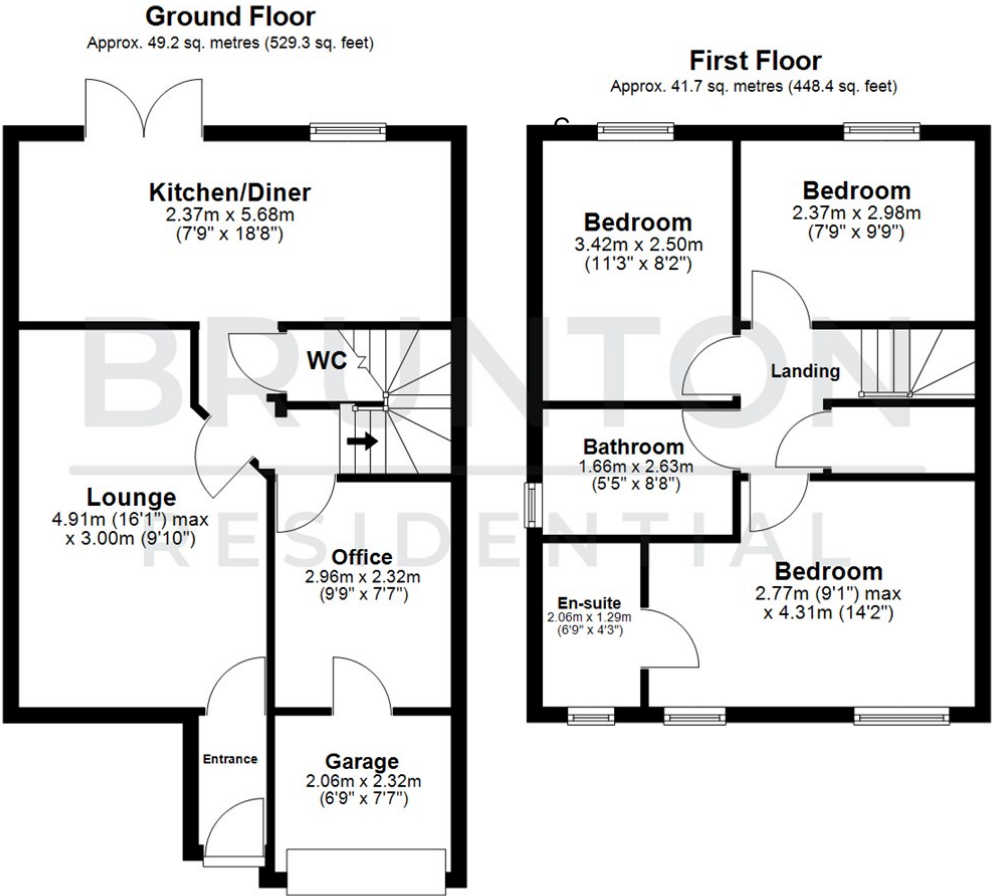 Ground Floor
Approx. 49.2 sq. metres (529.3 sq. feet)
Kitchen/Diner
2.37m x 5.68m
(7'9" x 18'8")
WC
Lounge
4.91m (16'1") max
x 3.00m (9'10")
Office
2.96m x 2.32m
(9'9" x 7'7")
Entrance
Garage
2.06m x 2.32m
(6'9" x 7'7")
First Floor
Approx. 41.7 sq. metres (448.4 sq. feet)
Bedroom
3.42m x 2.50m
(11'3" x 8'2")
Bedroom
2.37m x 2.98m
(7'9" x 9'9")
Landing
Bathroom
1.66m x 2.63m
(5'5" x 8'8")
Bedroom
2.77m (9'1") max
x 4.31m (14'2")
En-suite
2.06m x 1.29m
(6'9" x 4'3")
BRUNTON
RESIDENTIAL